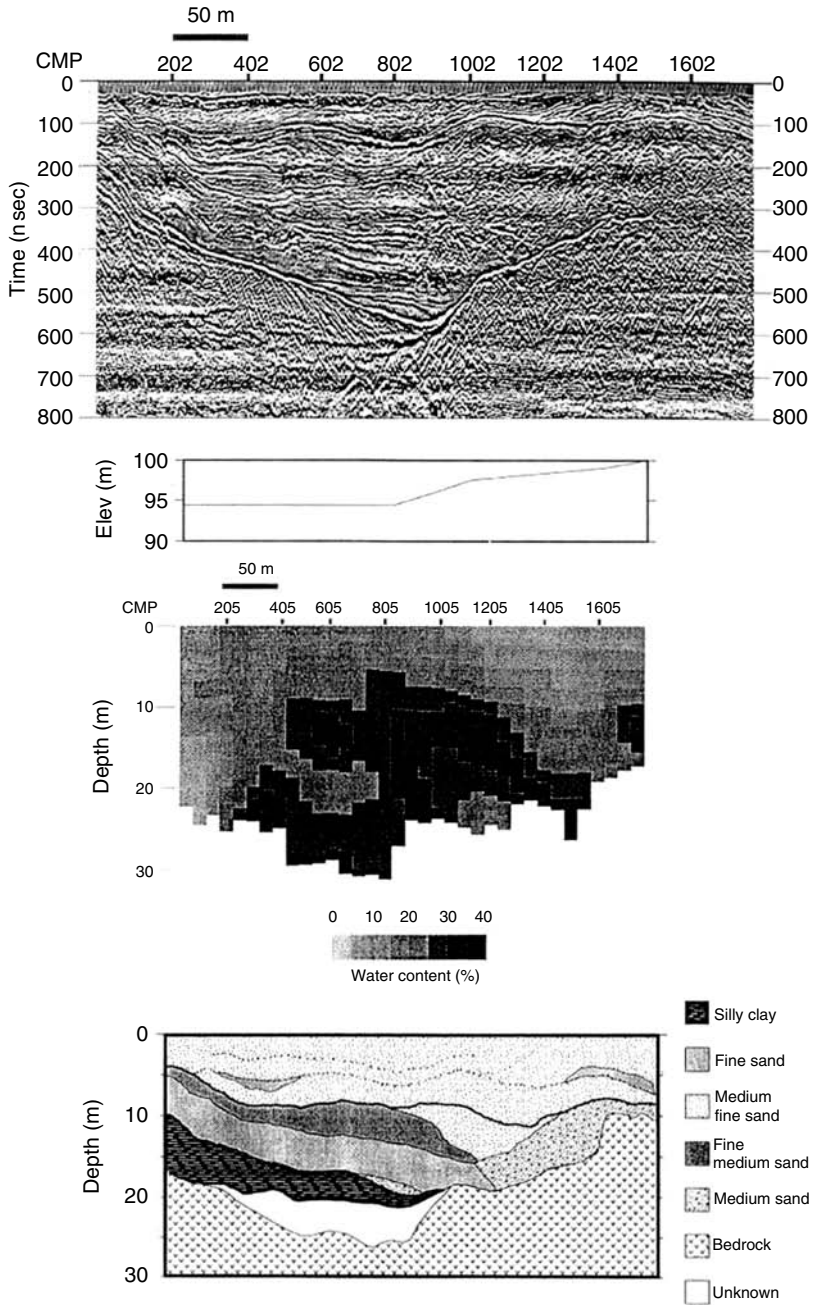 50 m
CMP 202 402 602 802 1002 1202 1402 1602
0 0
100 100
200 200
300 300
400 400
500 500
600 600
700 700
800 800
Time (n sec)
100
95
90
Elev (m)
50 m
CMP 205 405 605 805 1005 1205 1405 1605
0
10
20
30
Depth (m)
0 10 20 30 40
Water content (%)
0
10
20
30
Depth (m)
Silly clay
Fine sand
Medium
fine sand
Fine
medium sand
Medium sand
Bedrock
Unknown